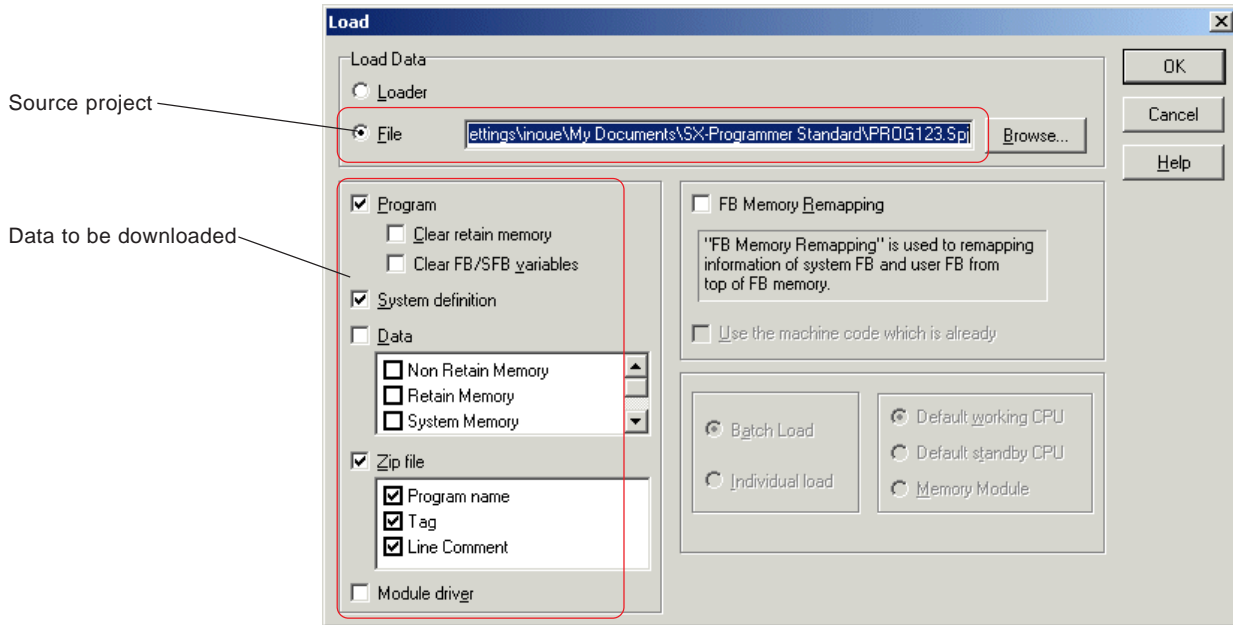 Load
Load Data
Loader
Source project
File
ettings\inoue\My Documents\SX-Programmer Standard\PROG123.Spj
Browse...
OK
Cancel
Help
Data to be downloaded
Program
Clear retain memory
Clear FB/SFB variables
System definition
Data
Non Retain Memory
Retain Memory
System Memory
Zip file
Program name
Tag
Line Comment
Module driver
FB Memory Remapping
"FB Memory Remapping" is used to remapping
information of system FB and user FB from
top of FB memory.
Use the machine code which is already
Batch Load
Individual load
Default working CPU
Default standby CPU
Memory Module